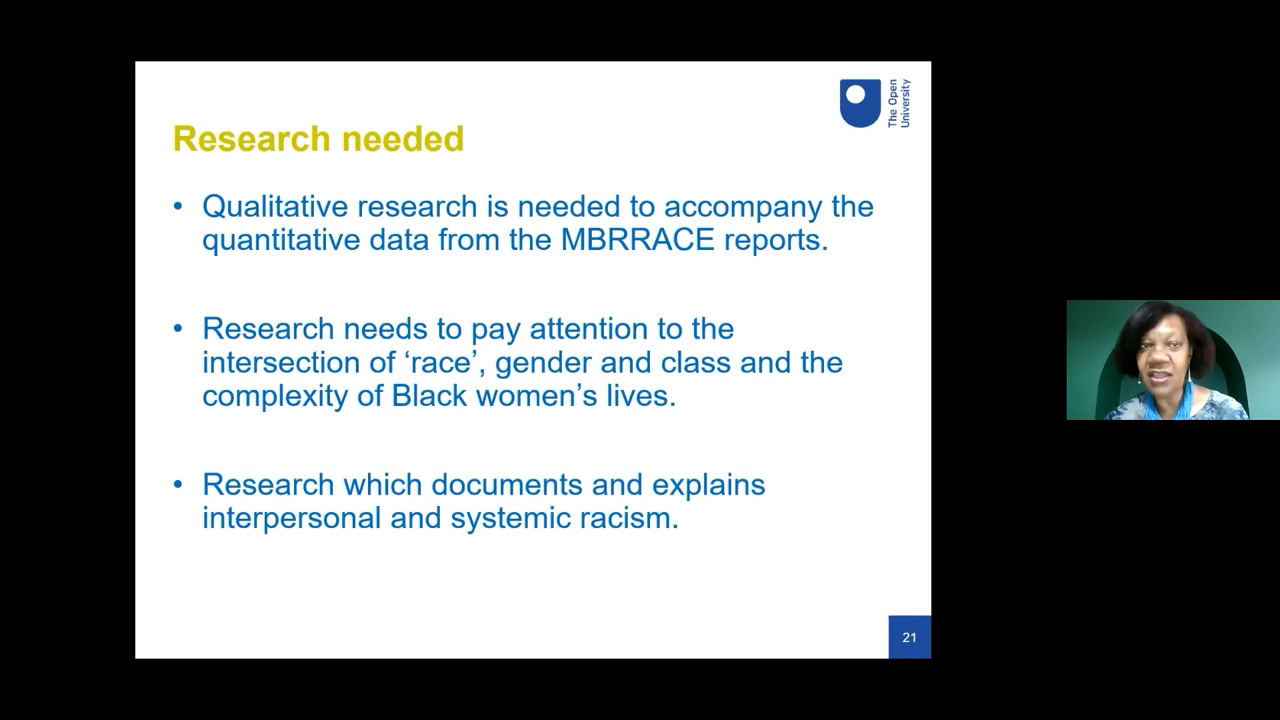 The Open
University
Research needed
• Qualitative research is needed to accompany the
quantitative data from the MBRRACE reports.
• Research needs to pay attention to the
intersection of ‘race’, gender and class and the
complexity of Black women’s lives.
• Research which documents and explains
interpersonal and systemic racism.
21